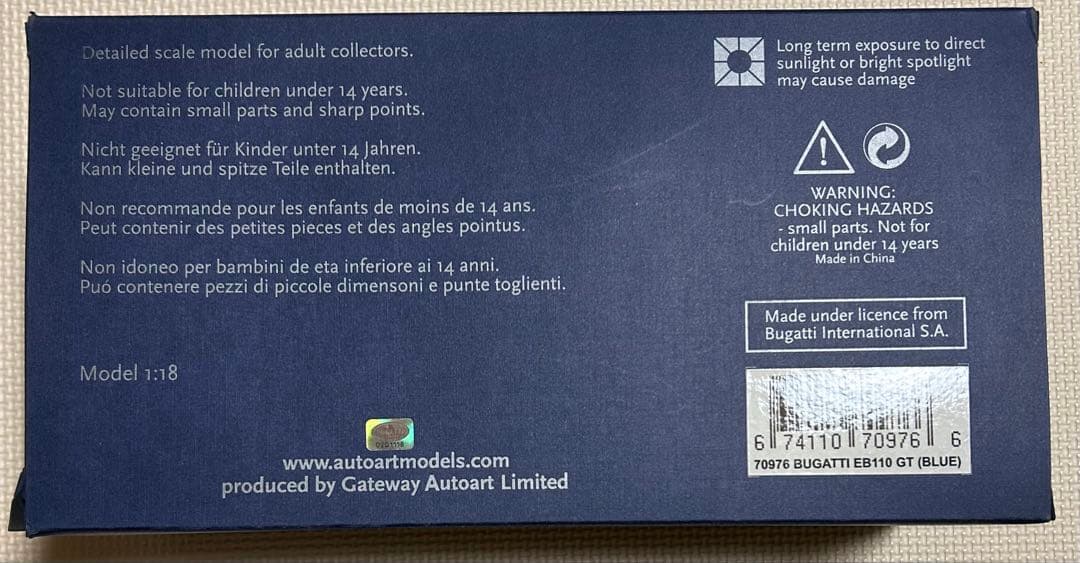 Detailed scale model for adult collectors.
Not suitable for children under 14 years.
May contain small parts and sharp points.
Nicht geeignet für Kinder unter 14 Jahren.
Kann kleine und spitze Teile enthalten.
Non recommande pour les enfants de moins de 14 ans.
Peut contenir des petites pieces et des angles pointus.
Non idoneo per bambini de eta inferiore ai 14 anni.
Puó contenere pezzi di piccole dimensoni e punte toglienti.
Model 1:18
www.autoartmodels.com
produced by Gateway Autoart Limited
Long term exposure to direct
sunlight or bright spotlight
may cause damage
WARNING:
CHOKING HAZARDS
- small parts. Not for
children under 14 years
Made in China
Made under licence from
Bugatti International S.A.
6 74110 70976 6
70976 BUGATTI EB110 GT (BLUE)